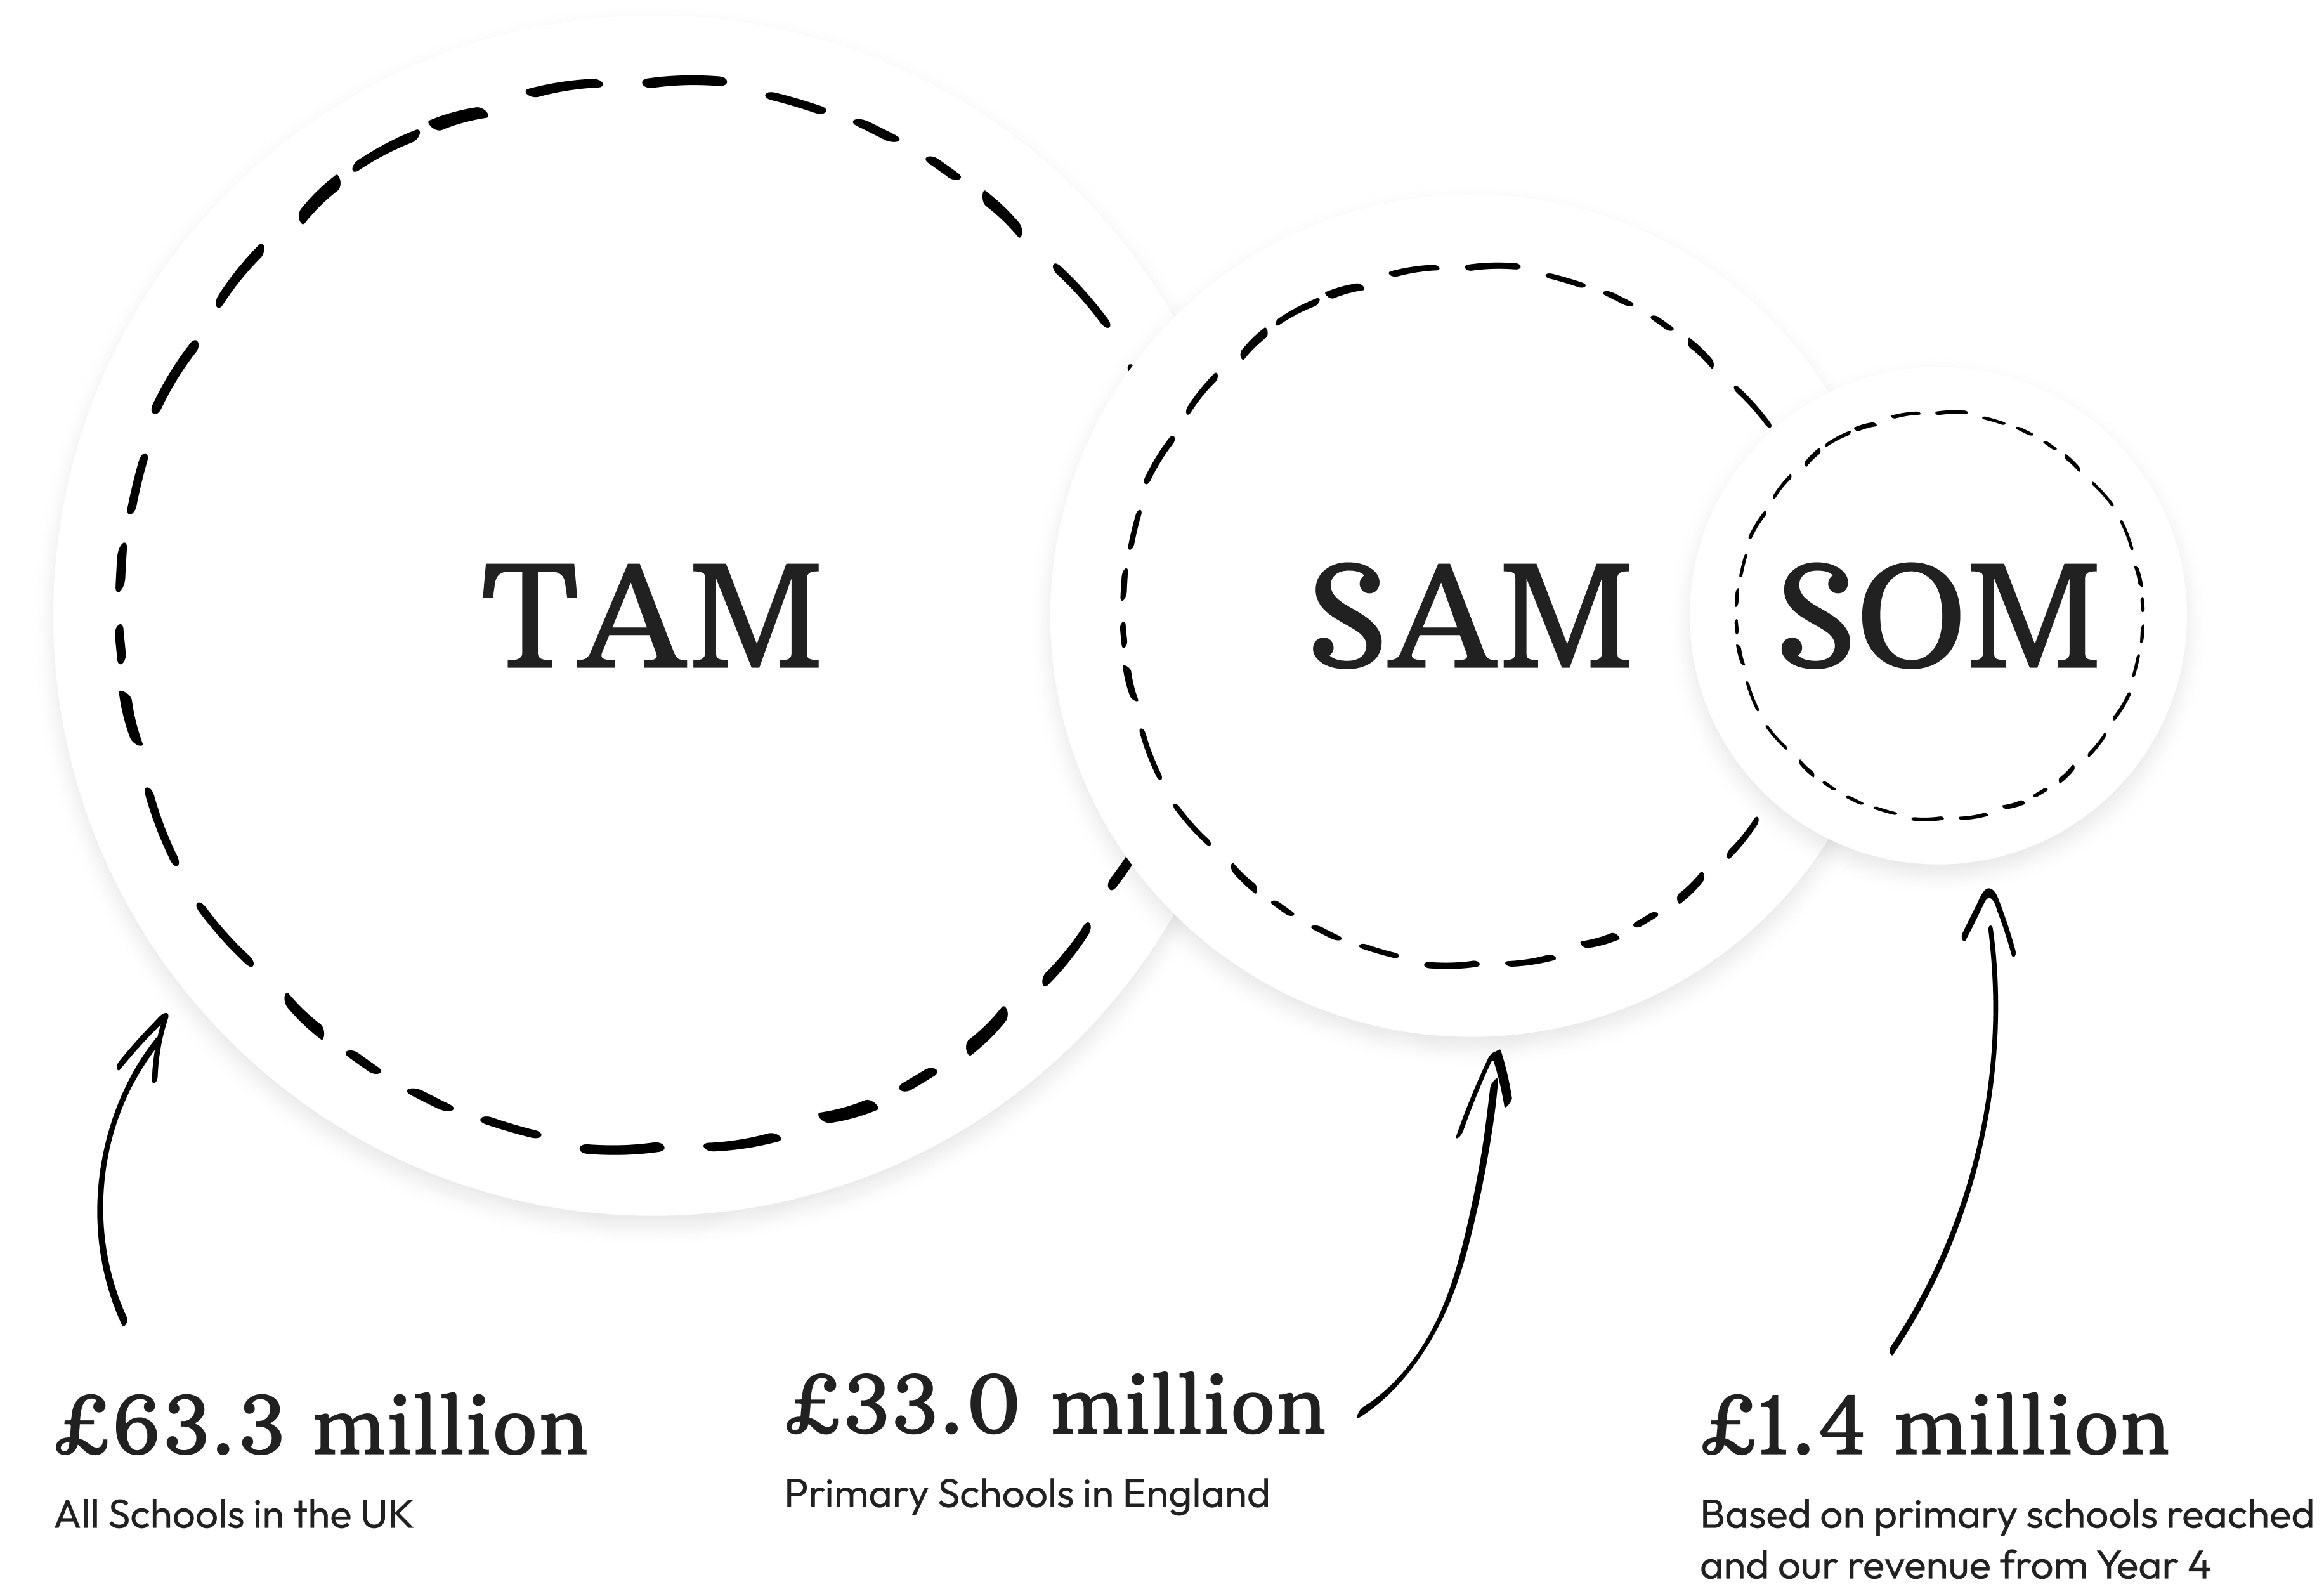 TAM
SAM
SOM
£63.3 million
All Schools in the UK
£33.0 million
Primary Schools in England
£1.4 million
Based on primary schools reached
and our revenue from Year 4